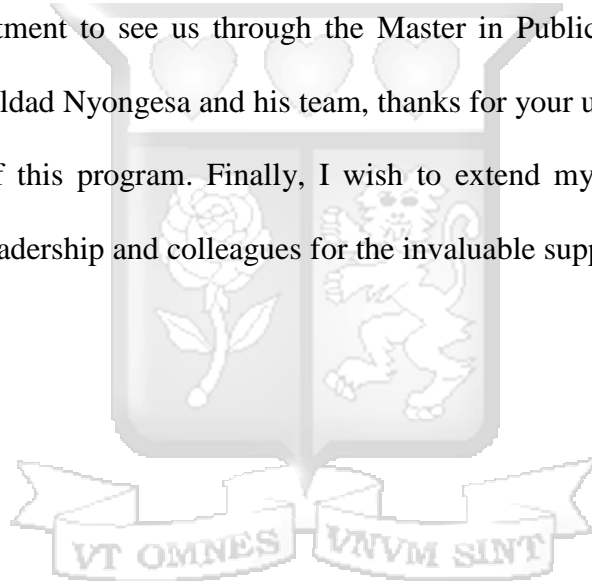 tment to see us through the Master in Public
ldad Nyongesa and his team, thanks for your u
f this program. Finally, I wish to extend my
adership and colleagues for the invaluable supp
VT OMNES VNVM SINT